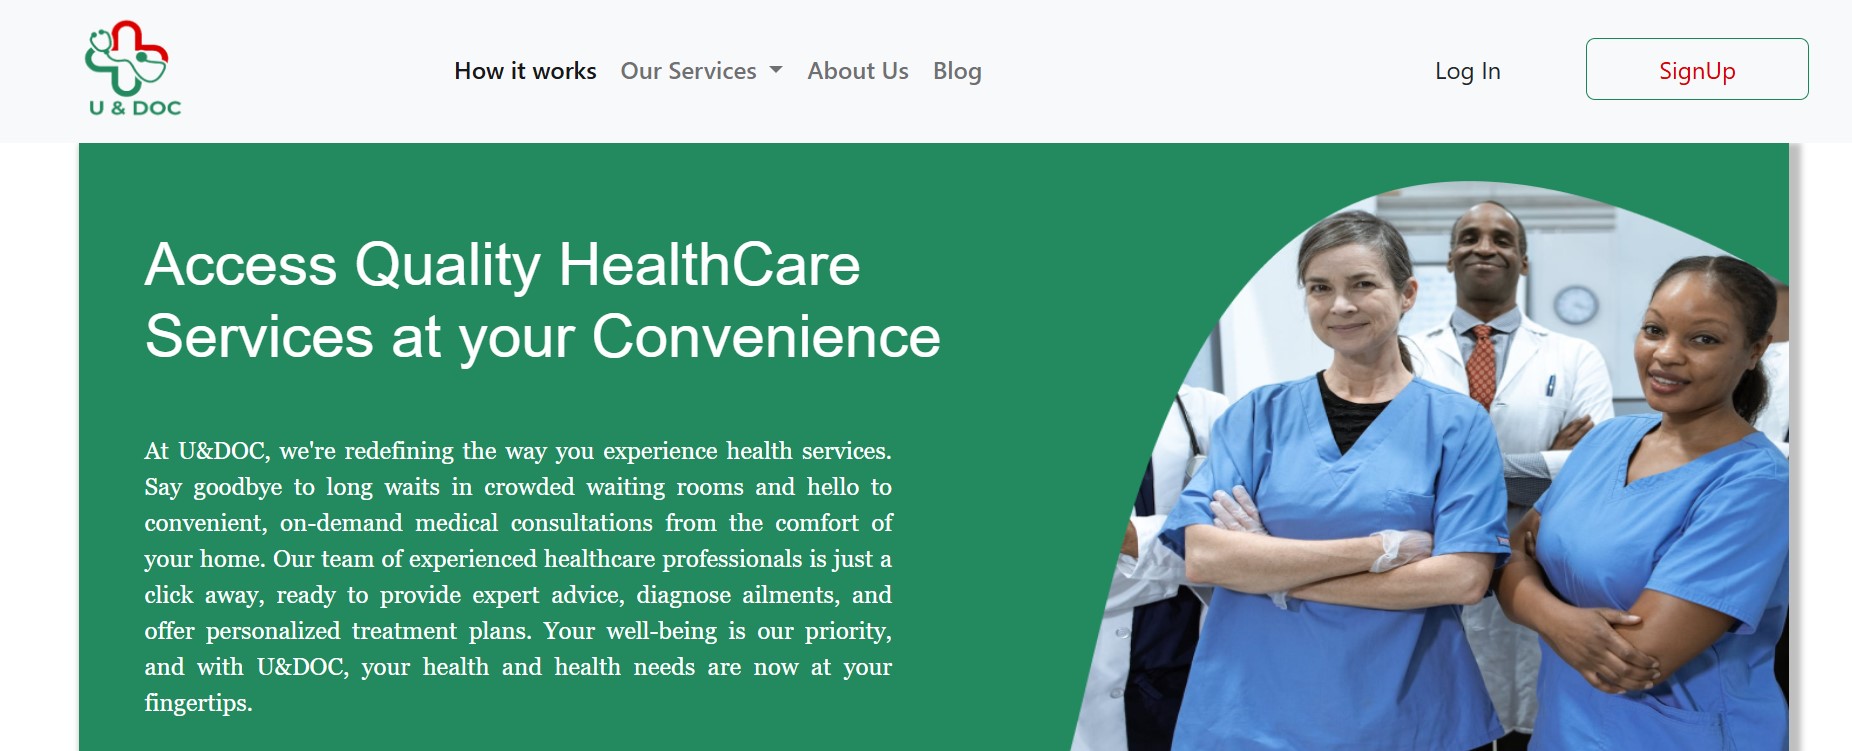 U & DOC
How it works
Our Services
About Us
Blog
Log In
SignUp
Access Quality HealthCare
Services at your Convenience
At U&DOC, we're redefining the way you experience health services.
Say goodbye to long waits in crowded waiting rooms and hello to
convenient, on-demand medical consultations from the comfort of
your home. Our team of experienced healthcare professionals is just a
click away, ready to provide expert advice, diagnose ailments, and
offer personalized treatment plans. Your well-being is our priority,
and with U&DOC, your health and health needs are now at your
fingertips.